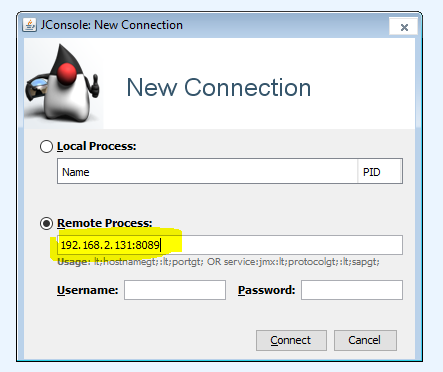 JConsole: New Connection
New Connection
Local Process:
Name PID
Remote Process:
192.168.2.131:8089
Usage: lt;hostnamegt;:lt;portgt; OR service:jmx:lt;protocolgt;:lt;sapgt;
Username: Password:
Connect Cancel